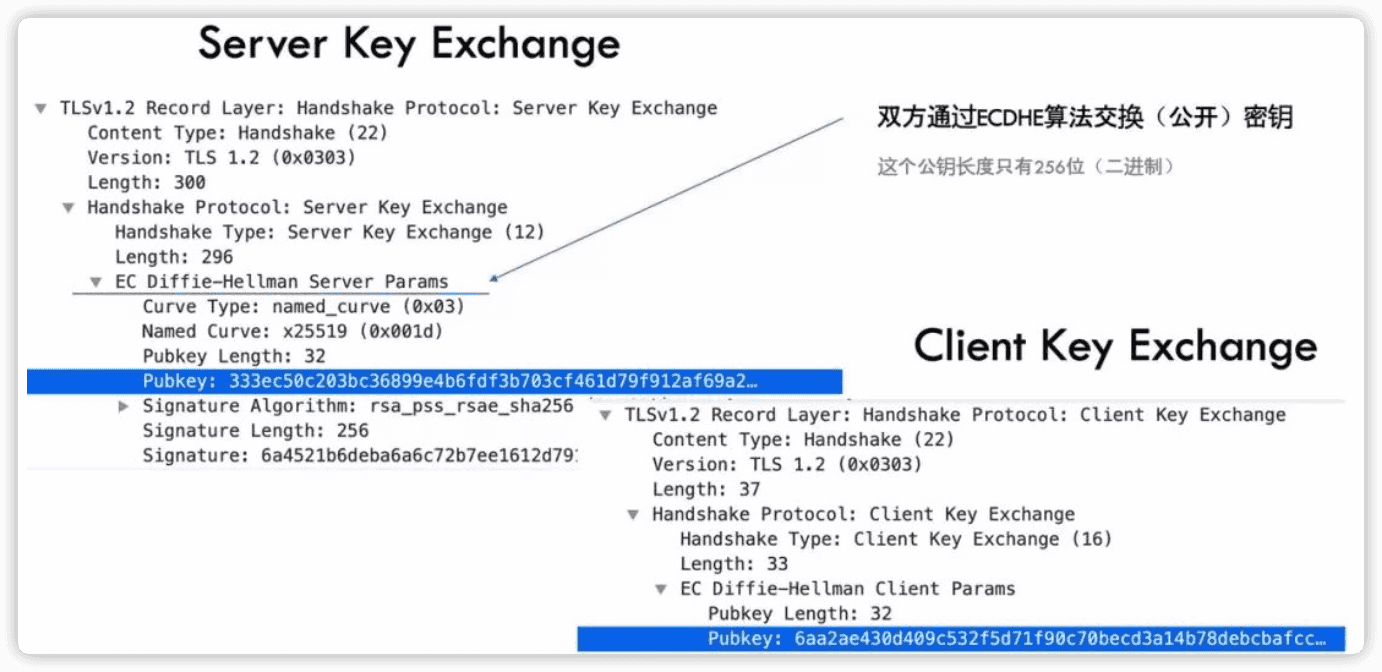 Server Key Exchange
TLSv1.2 Record Layer: Handshake Protocol: Server Key Exchange
Content Type: Handshake (22)
Version: TLS 1.2 (0x0303)
Length: 300
Handshake Protocol: Server Key Exchange
Handshake Type: Server Key Exchange (12)
Length: 296
EC Diffie-Hellman Server Params
Curve Type: named_curve (0x03)
Named Curve: x25519 (0x001d)
Pubkey Length: 32
Pubkey: 333ec50c203bc36899e4b6fdf3b703cf461d79f912af69a2…
Signature Algorithm: rsa_pss_rsae_sha256
Signature Length: 256
Signature: 6a4521b6deba6a6c72b7ee1612d791
双方通过ECDHE算法交换（公开）密钥
这个公钥长度只有256位（二进制）
Client Key Exchange
TLSv1.2 Record Layer: Handshake Protocol: Client Key Exchange
Content Type: Handshake (22)
Version: TLS 1.2 (0x0303)
Length: 37
Handshake Protocol: Client Key Exchange
Handshake Type: Client Key Exchange (16)
Length: 33
EC Diffie-Hellman Client Params
Pubkey Length: 32
Pubkey: 6aa2ae430d409c532f5d71f90c70becd3a14b78debcbafcc…